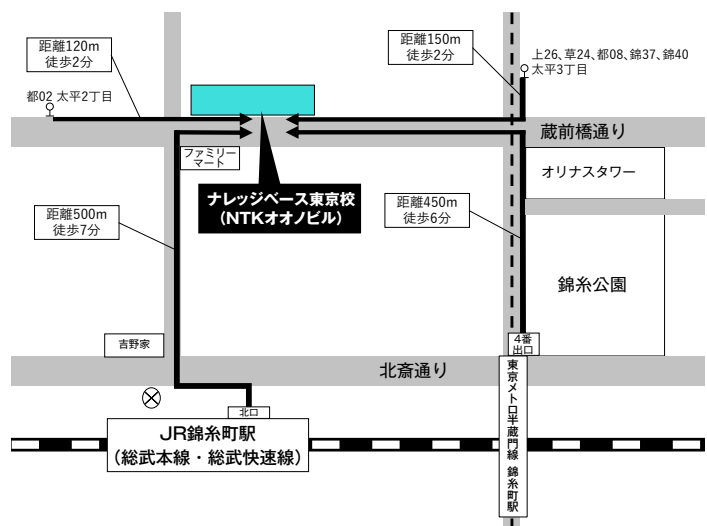 距離120m
徒歩2分
距離150m
徒歩2分
上26、草24、都08、錦37、錦40
太平3丁目
都02 太平2丁目
蔵前橋通り
ファミリー
マート
オリナスタワー
ナレッジベース東京校
(NTKオオノビル)
距離500m
徒歩7分
距離450m
徒歩6分
錦糸公園
吉野家
4番
出口
北斎通り
東京メトロ半蔵門線 錦糸町駅
北口
JR錦糸町駅
(総武本線・総武快速線)